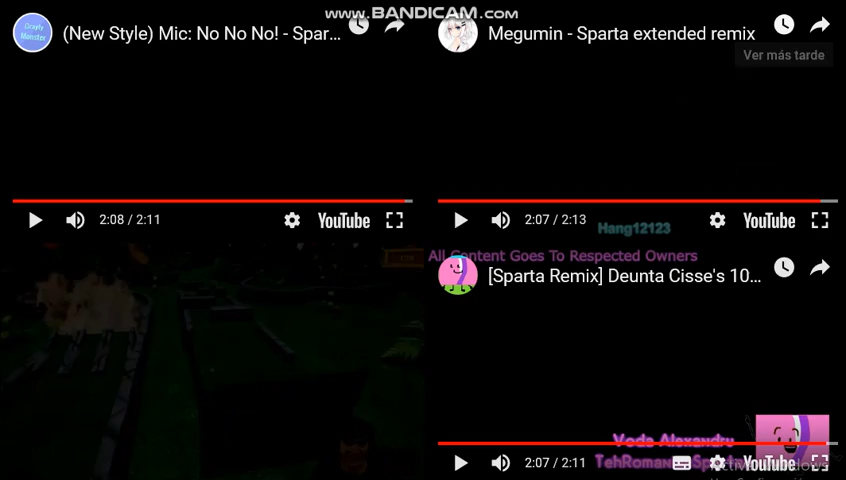 www.BANDICAM.com
Crayly Monster
(New Style) Mic: No No No! - Spar...
Megumin - Sparta extended remix
Ver más tarde
2:08 / 2:11
YouTube
2:07 / 2:13
YouTube
Hang12123
All Content Goes To Respected Owners
[Sparta Remix] Deunta Cisse's 10...
Voda Alexandru
2:07 / 2:11
YouTube